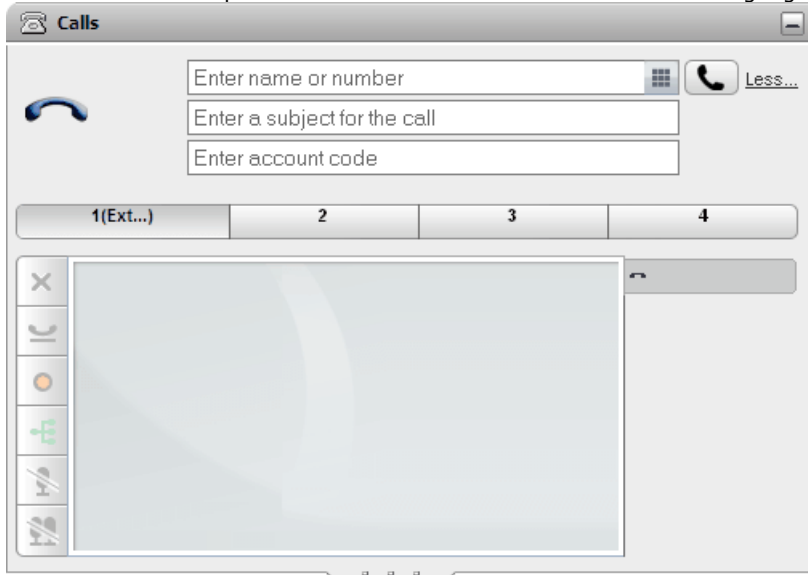 Calls
Enter name or number
Less...
Enter a subject for the call
Enter account code
1(Ext...) 2 3 4